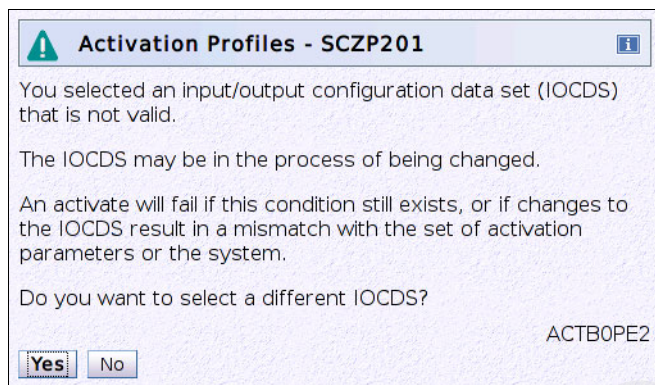 Activation Profiles - SCZP201
i
You selected an input/output configuration data set (IOCDS)
that is not valid.
The IOCDS may be in the process of being changed.
An activate will fail if this condition still exists, or if changes to
the IOCDS result in a mismatch with the set of activation
parameters or the system.
Do you want to select a different IOCDS?
ACTB0PE2
Yes No